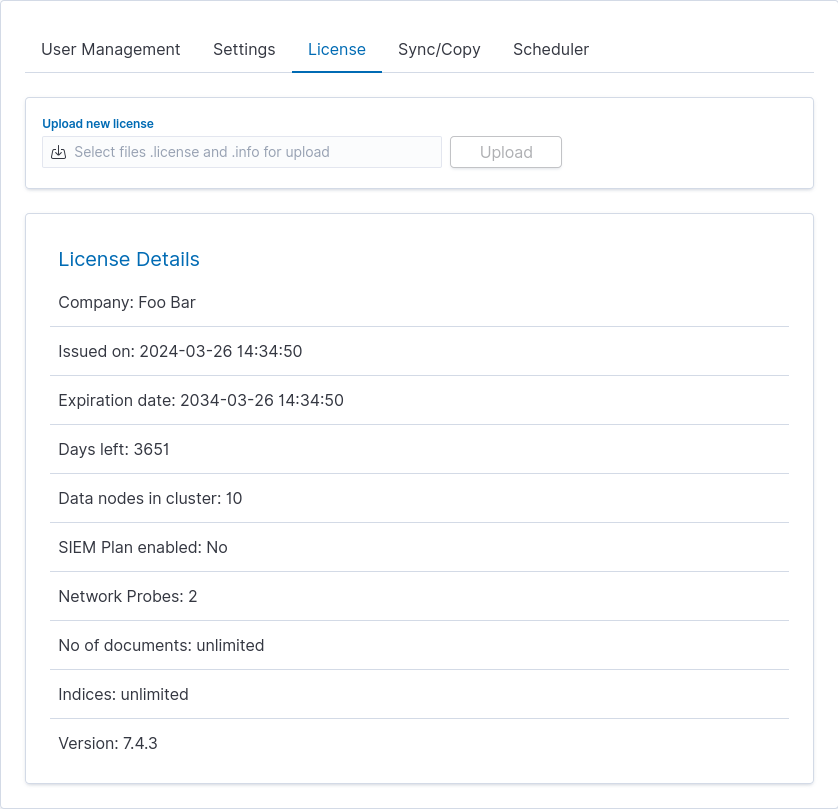 User Management Settings License Sync/Copy Scheduler
Upload new license
Select files .license and .info for upload Upload
License Details
Company: Foo Bar
Issued on: 2024-03-26 14:34:50
Expiration date: 2034-03-26 14:34:50
Days left: 3651
Data nodes in cluster: 10
SIEM Plan enabled: No
Network Probes: 2
No of documents: unlimited
Indices: unlimited
Version: 7.4.3